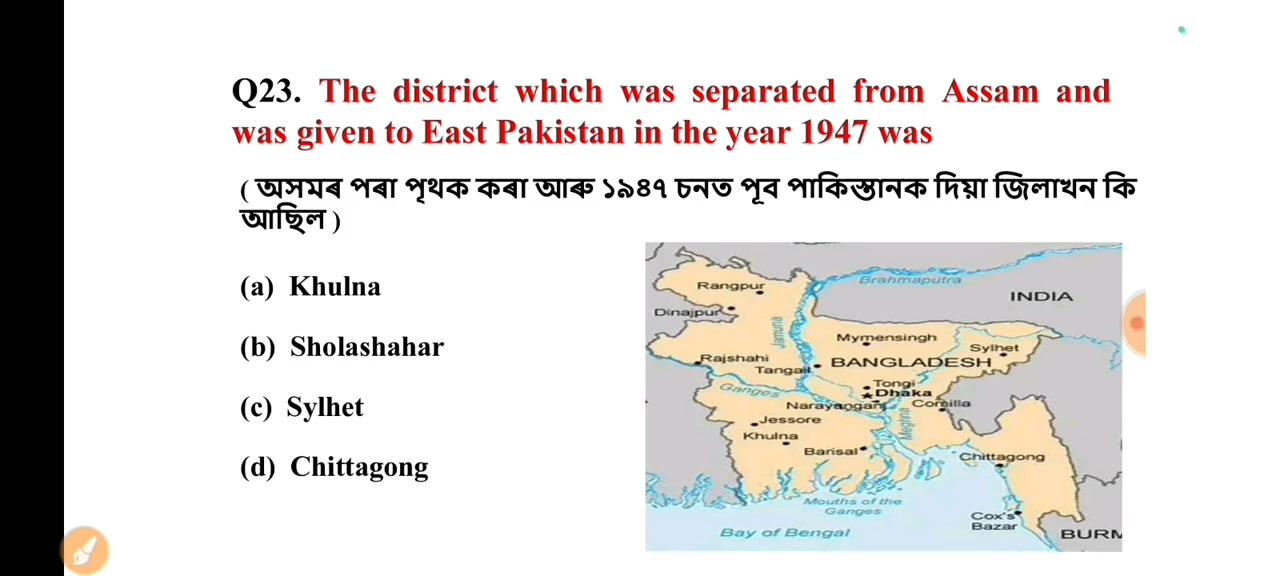 Q23. The district which was separated from Assam and
was given to East Pakistan in the year 1947 was
( অসমৰ পৰা পৃথক কৰা আৰু ১৯৪৭ চনত পূব পাকিস্তানক দিয়া জিলাখন কি
আছিল )
(a) Khulna
(b) Sholashahar
(c) Sylhet
(d) Chittagong
Brahmaputra
Rangpur
INDIA
Dinajpur
Jamuna
Mymensingh
Sylhet
Rajshahi
BANGLADESH
Tangail
Tongi
Ganges
Dhaka
Narayanganj
Comilla
Meghna
Jessore
Khulna
Barisal
Chittagong
Mouths of the
Ganges
Cox's
Bazar
Bay of Bengal
BURM